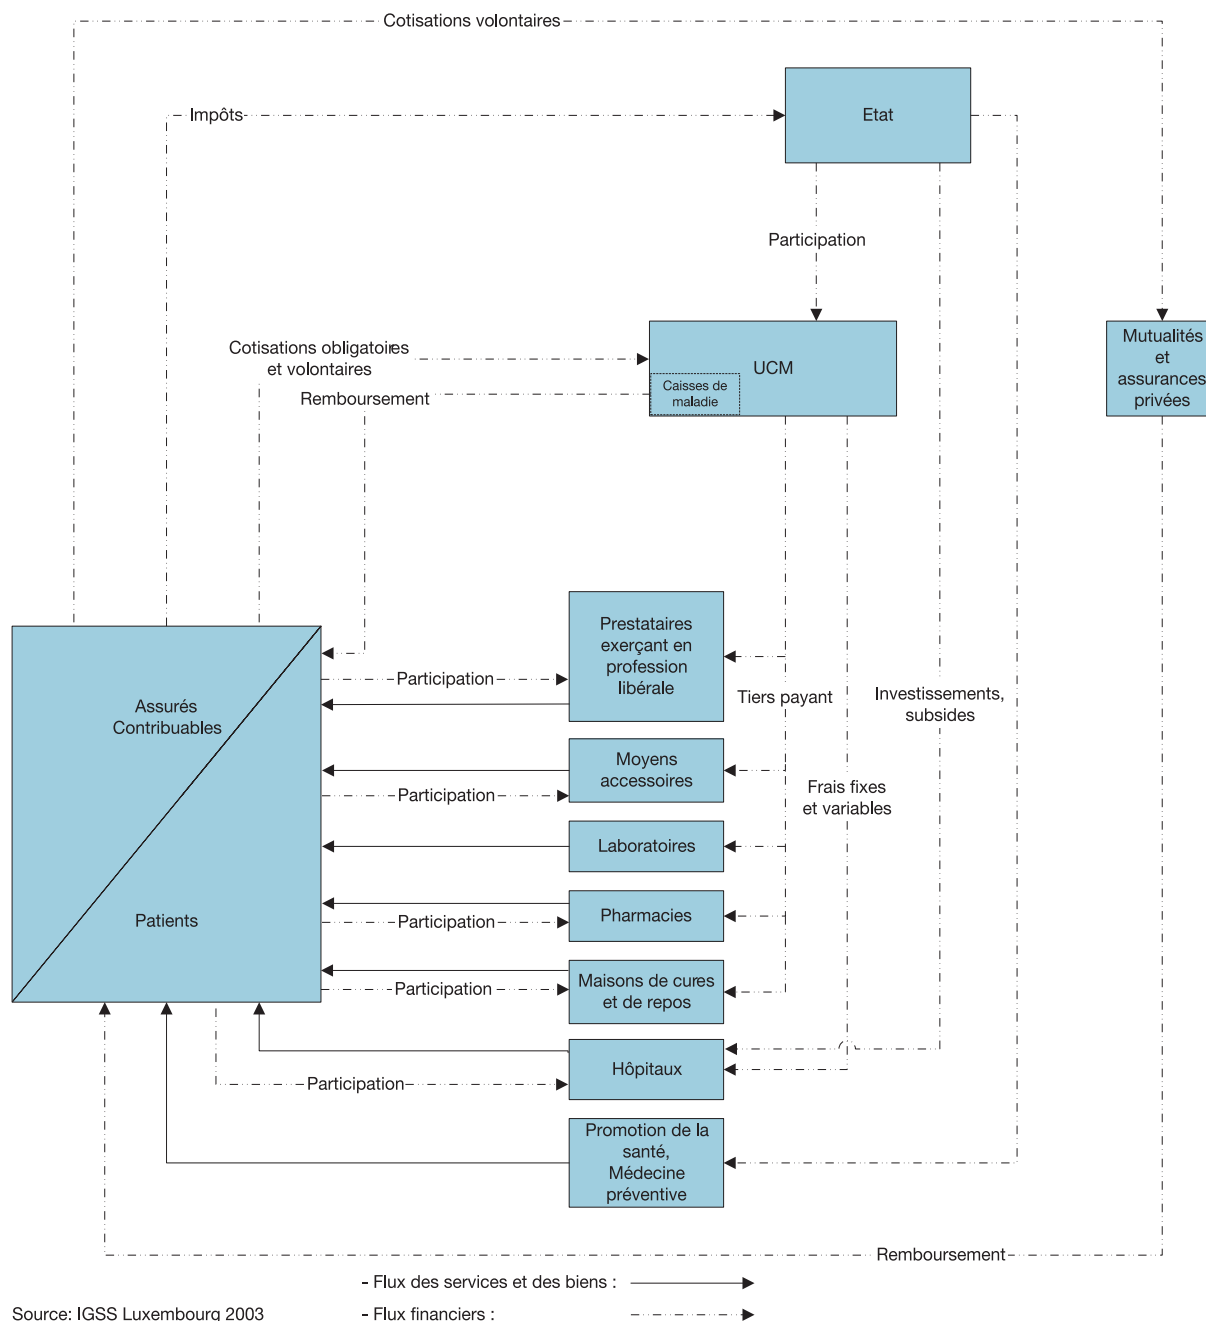 Cotisations volontaires
Impôts
Etat
Participation
Cotisations obligatoires
et volontaires
Remboursement
UCM
Caisses de
maladie
Mutualités
et
assurances
privées
Assurés
Contribuables
Patients
Participation
Prestataires
exerçant en
profession
libérale
Tiers payant
Investissements,
subsides
Moyens
accessoires
Participation
Frais fixes
et variables
Laboratoires
Pharmacies
Participation
Maisons de cures
et de repos
Participation
Hôpitaux
Participation
Promotion de la
santé,
Médecine
préventive
Remboursement
- Flux des services et des biens :
- Flux financiers :
Source: IGSS Luxembourg 2003